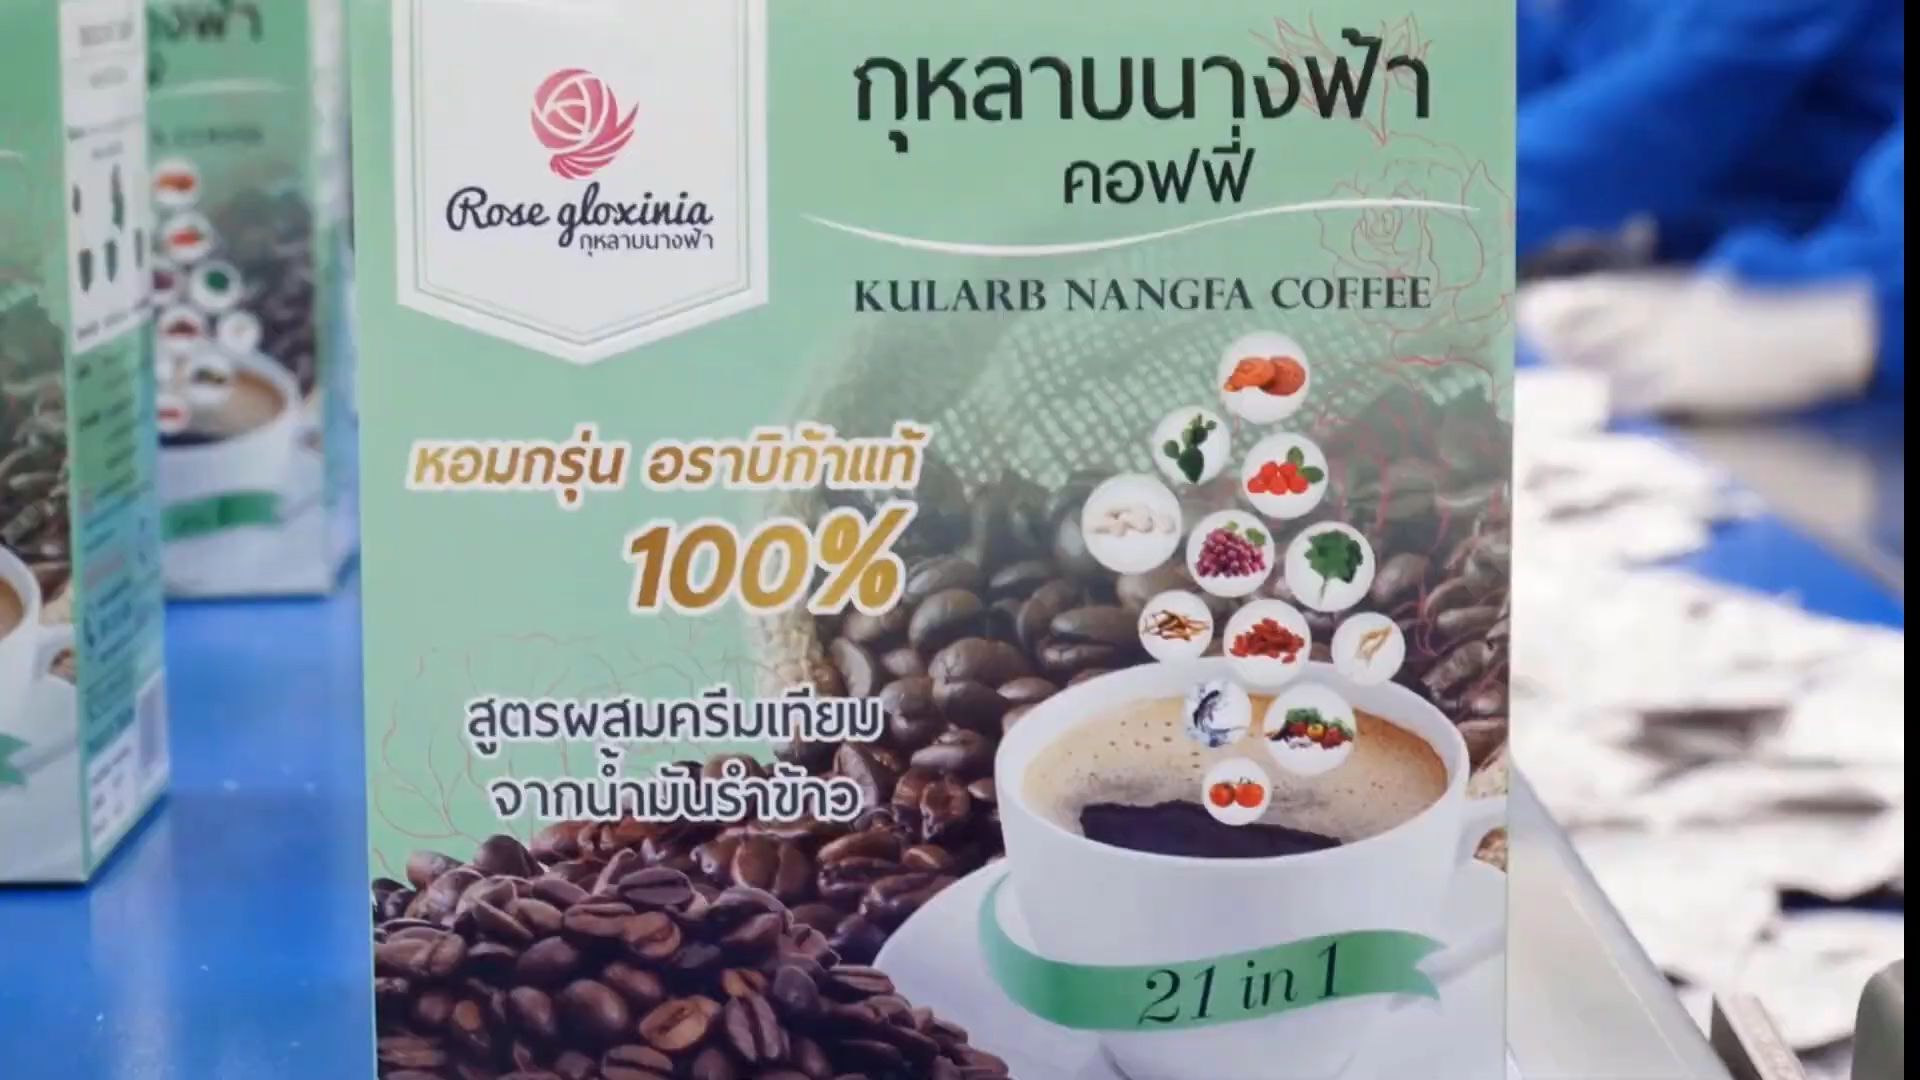 Rose gloxinia
กุหลาบนางฟ้า
กุหลาบนางฟ้า
คอฟฟี่
KULARB NANGFA COFFEE
หอมกรุ่น อราบิก้าแท้
100%
สูตรผสมครีมเทียม
จากน้ำมันรำข้าว
21 in 1